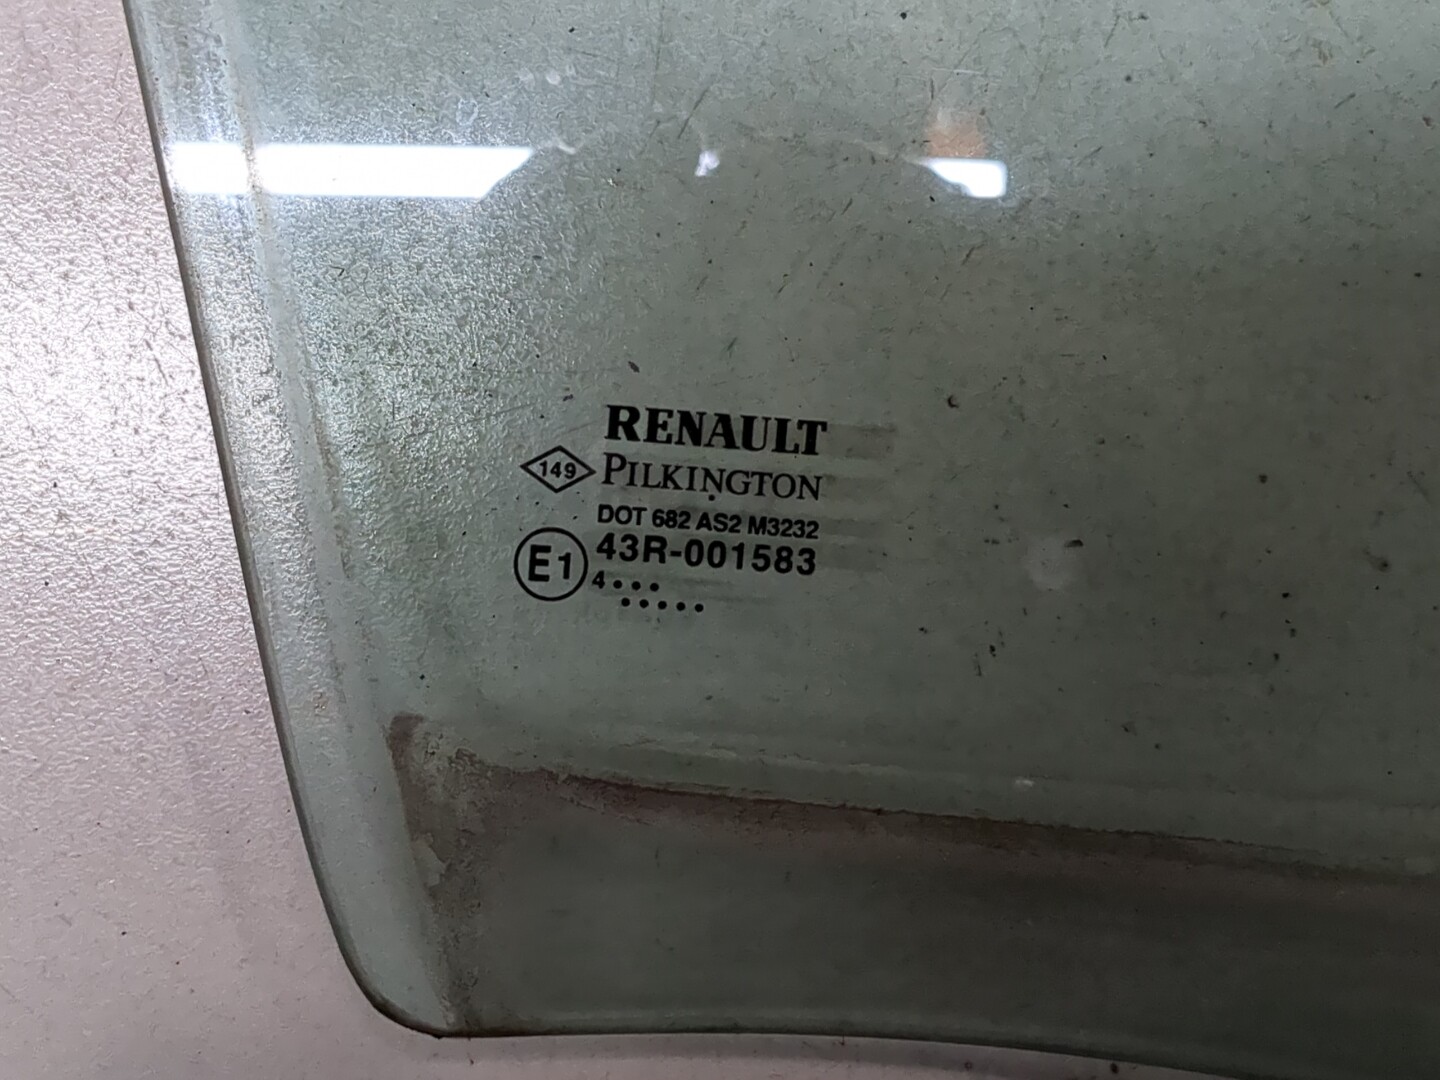 RENAULT
149 PILKINGTON
DOT 682 AS2 M3232
E1 43R-001583
4...
.....